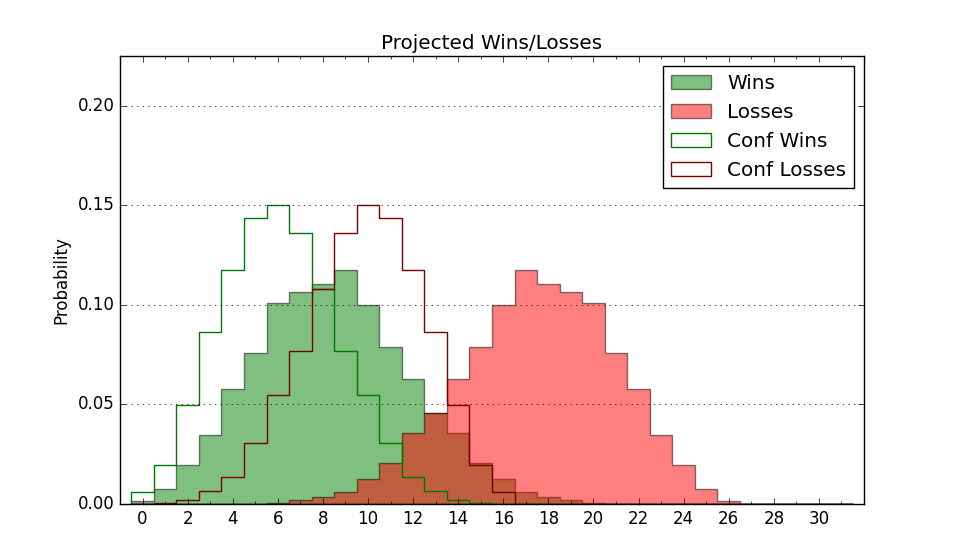 Projected Wins/Losses
Wins
Losses
Conf Wins
Conf Losses
Probability
0.20
0.15
0.10
0.05
0.00
0 2 4 6 8 10 12 14 16 18 20 22 24 26 28 30